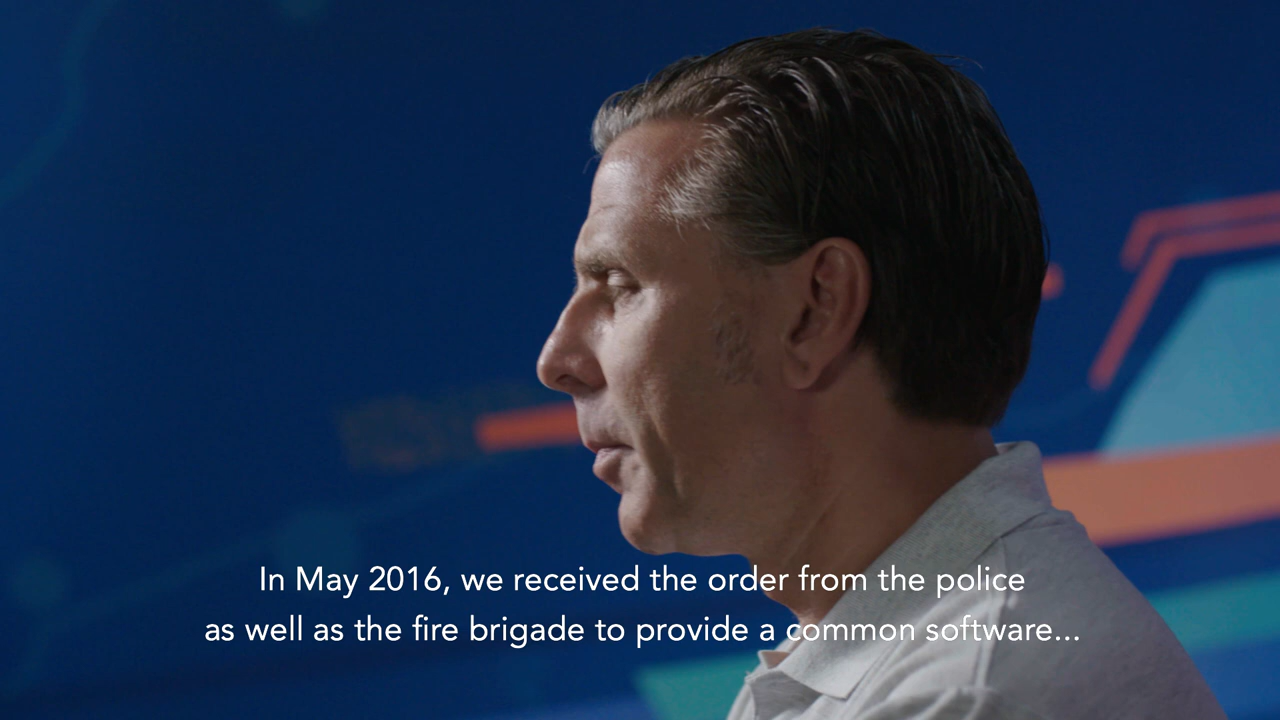 In May 2016, we received the order from the police
as well as the fire brigade to provide a common software...